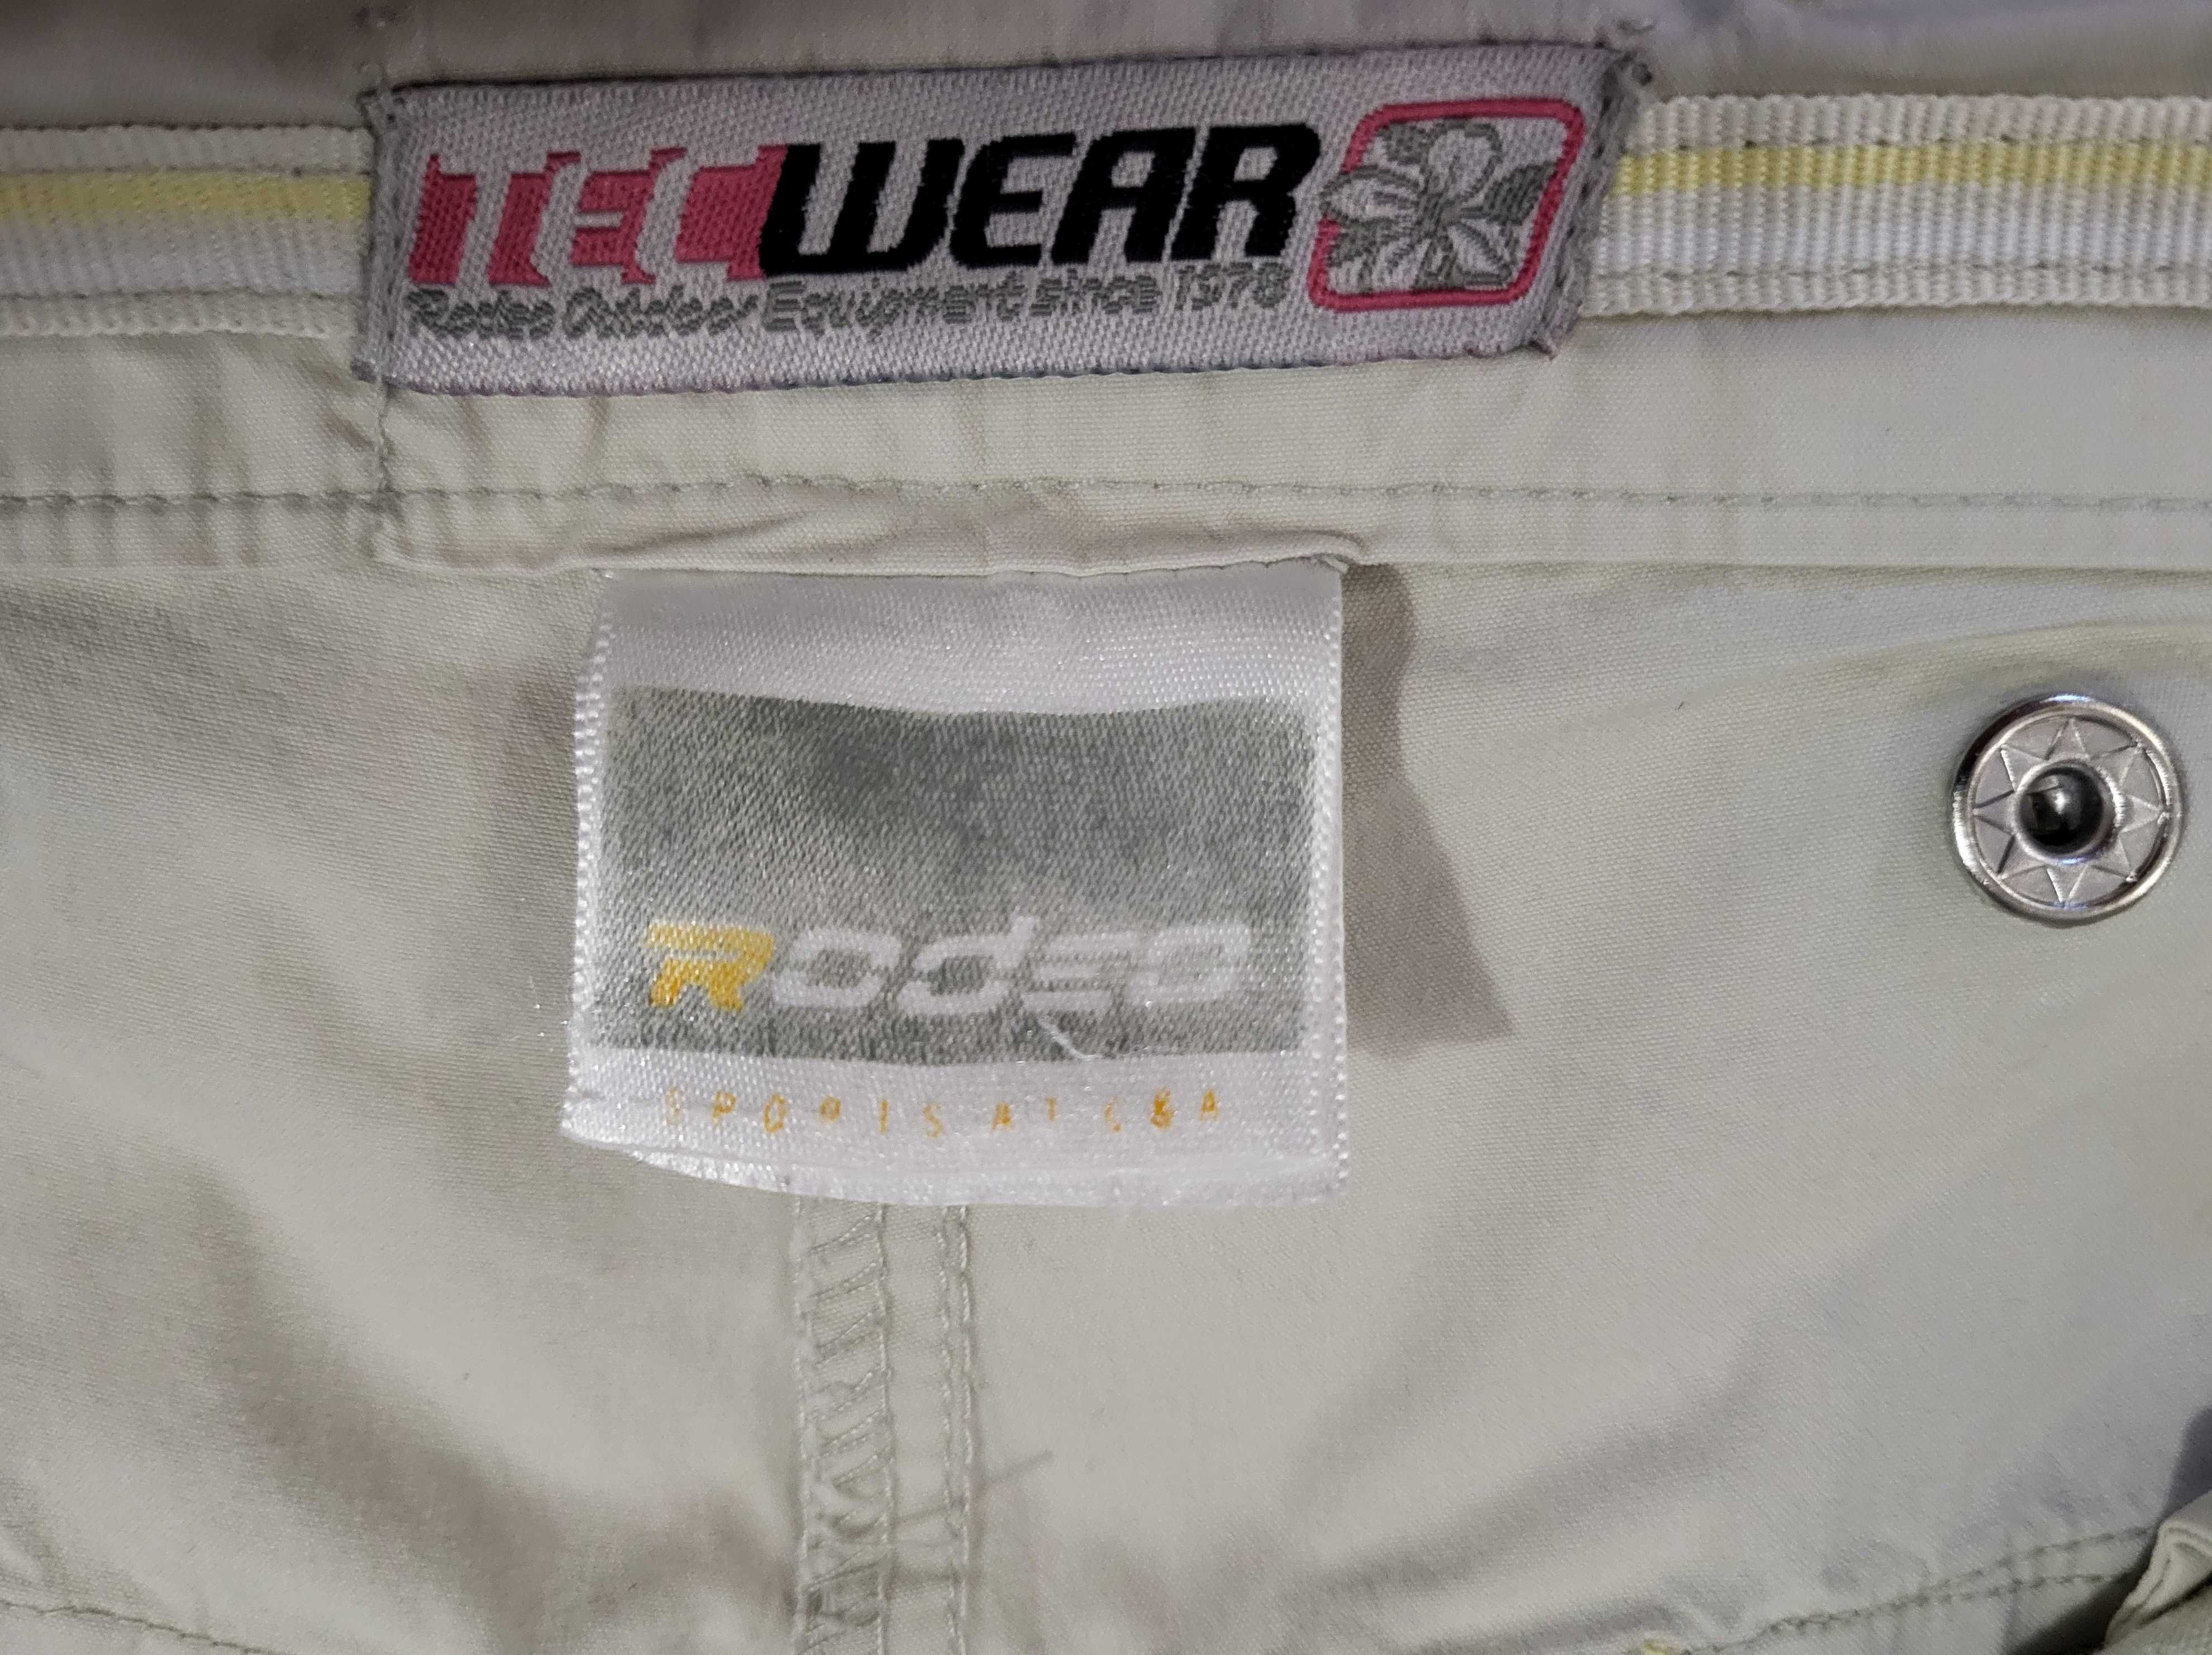 TECWEAR
Rodeo Outdoor Equipment since 1978
Rodeo
SPORTS AT C&A